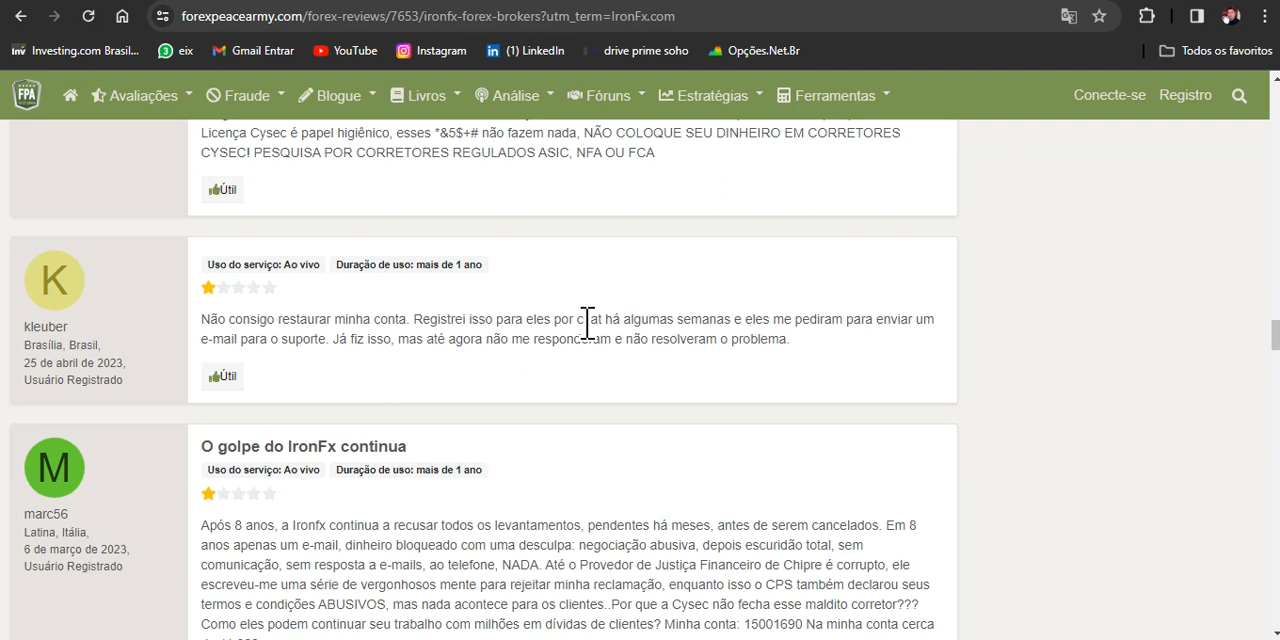 forexpeacearmy.com/forex-reviews/7653/ironfx-forex-brokers?utm_term=IronFx.com
inv Investing.com Brasil... 3 eix Gmail Entrar YouTube Instagram in (1) LinkedIn drive prime soho Opções.Net.Br Todos os favoritos
FPA Avaliações Fraude Blogue Livros Análise Fóruns Estratégias Ferramentas Conecte-se Registro
Licença Cysec é papel higiênico, esses *&5$+# não fazem nada, NÃO COLOQUE SEU DINHEIRO EM CORRETORES
CYSEC! PESQUISA POR CORRETORES REGULADOS ASIC, NFA OU FCA
Útil
K
kleuber
Brasília, Brasil,
25 de abril de 2023,
Usuário Registrado
Uso do serviço: Ao vivo Duração de uso: mais de 1 ano
Não consigo restaurar minha conta. Registrei isso para eles por chat há algumas semanas e eles me pediram para enviar um
e-mail para o suporte. Já fiz isso, mas até agora não me responderam e não resolveram o problema.
Útil
M
marc56
Latina, Itália,
6 de março de 2023,
Usuário Registrado
O golpe do IronFx continua
Uso do serviço: Ao vivo Duração de uso: mais de 1 ano
Após 8 anos, a Ironfx continua a recusar todos os levantamentos, pendentes há meses, antes de serem cancelados. Em 8
anos apenas um e-mail, dinheiro bloqueado com uma desculpa: negociação abusiva, depois escuridão total, sem
comunicação, sem resposta a e-mails, ao telefone, NADA. Até o Provedor de Justiça Financeiro de Chipre é corrupto, ele
escreveu-me uma série de vergonhosos mente para rejeitar minha reclamação, enquanto isso o CPS também declarou seus
termos e condições ABUSIVOS, mas nada acontece para os clientes..Por que a Cysec não fecha esse maldito corretor???
Como eles podem continuar seu trabalho com milhões em dívidas de clientes? Minha conta: 15001690 Na minha conta cerca